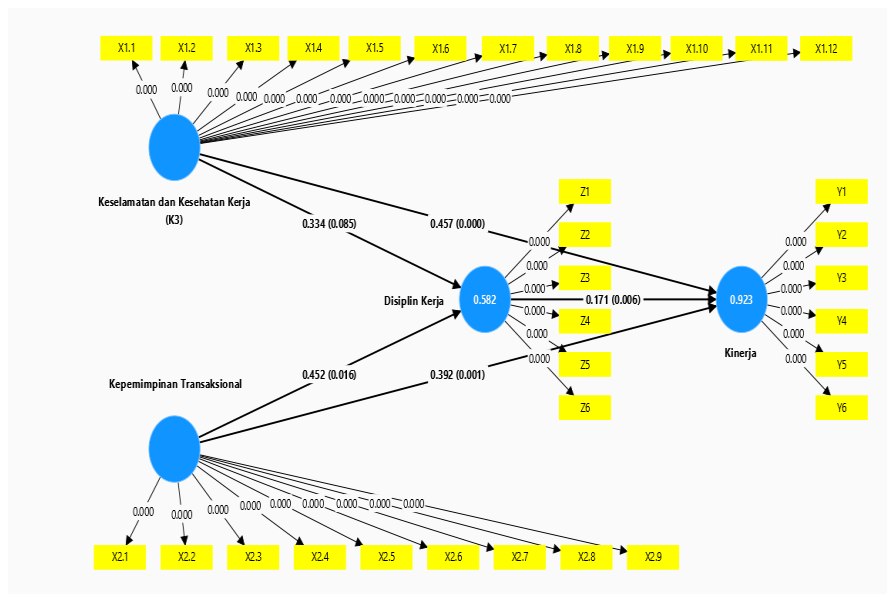 X1.1 X1.2 X1.3 X1.4 X1.5 X1.6 X1.7 X1.8 X1.9 X1.10 X1.11 X1.12
0.000 0.000 0.000 0.000 0.000 0.000 0.000 0.000 0.000 0.000 0.000 0.000
Keselamatan dan Kesehatan Kerja
(K3)
0.334 (0.085)
0.457 (0.000)
Z1
Z2
Z3
Z4
Z5
Z6
0.000
0.000
0.000
0.000
0.000
0.000
Disiplin Kerja
0.582
0.171 (0.006)
0.923
Kinerja
Y1
Y2
Y3
Y4
Y5
Y6
0.000
0.000
0.000
0.000
0.000
0.000
0.452 (0.016)
0.392 (0.001)
Kepemimpinan Transaksional
0.000 0.000 0.000 0.000 0.000 0.000 0.000 0.000 0.000
X2.1 X2.2 X2.3 X2.4 X2.5 X2.6 X2.7 X2.8 X2.9